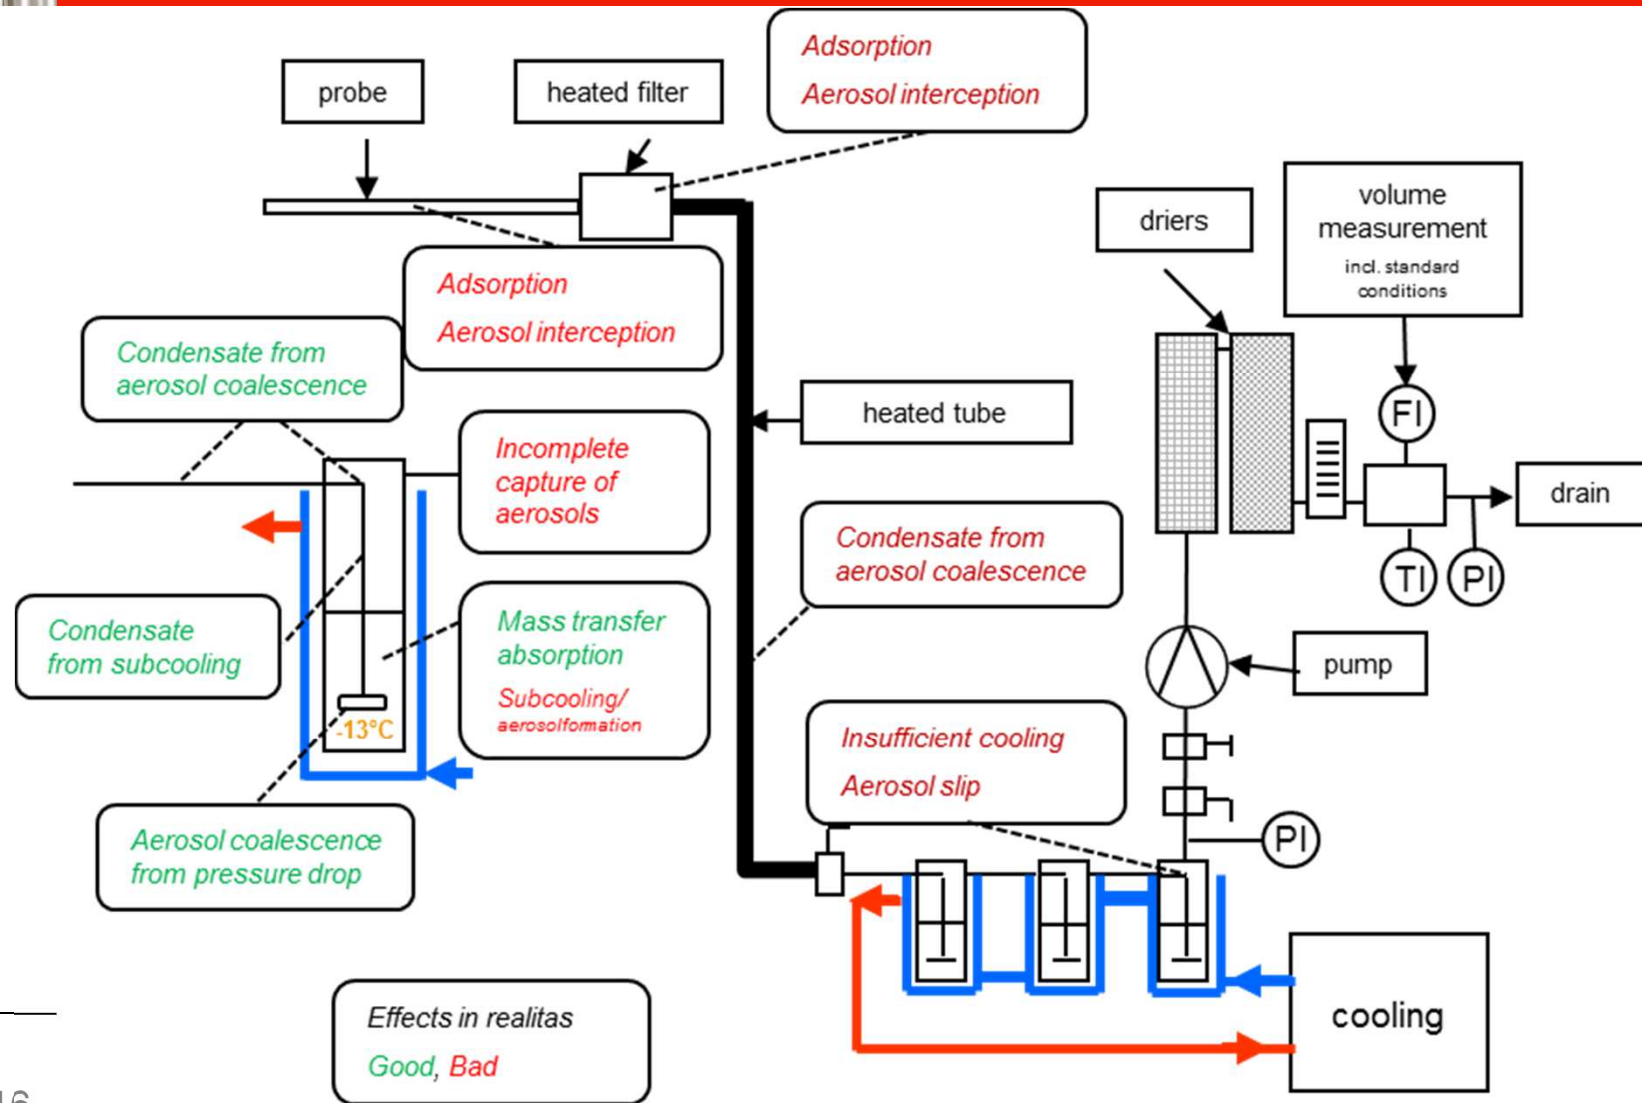 Adsorption
Aerosol interception
probe
heated filter
volume
measurement
incl. standard
conditions
driers
Adsorption
Aerosol interception
Condensate from
aerosol coalescence
heated tube
FI
Incomplete
capture of
aerosols
drain
Condensate from
aerosol coalescence
TI
PI
Condensate
from subcooling
Mass transfer
absorption
Subcooling/
aerosolformation
pump
-13°C
Insufficient cooling
Aerosol slip
Aerosol coalescence
from pressure drop
PI
cooling
Effects in realitas
Good, Bad